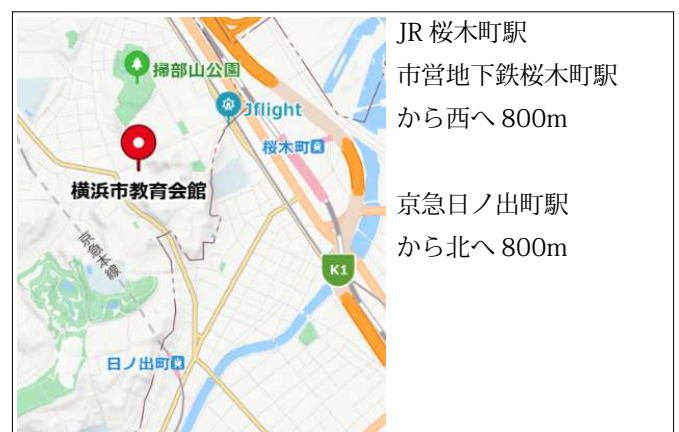 掃部山公園
Jflight
桜木町
横浜市教育会館
京急本線
K1
日ノ出町
JR 桜木町駅
市営地下鉄桜木町駅
から西へ 800m
京急日ノ出町駅
から北へ 800m